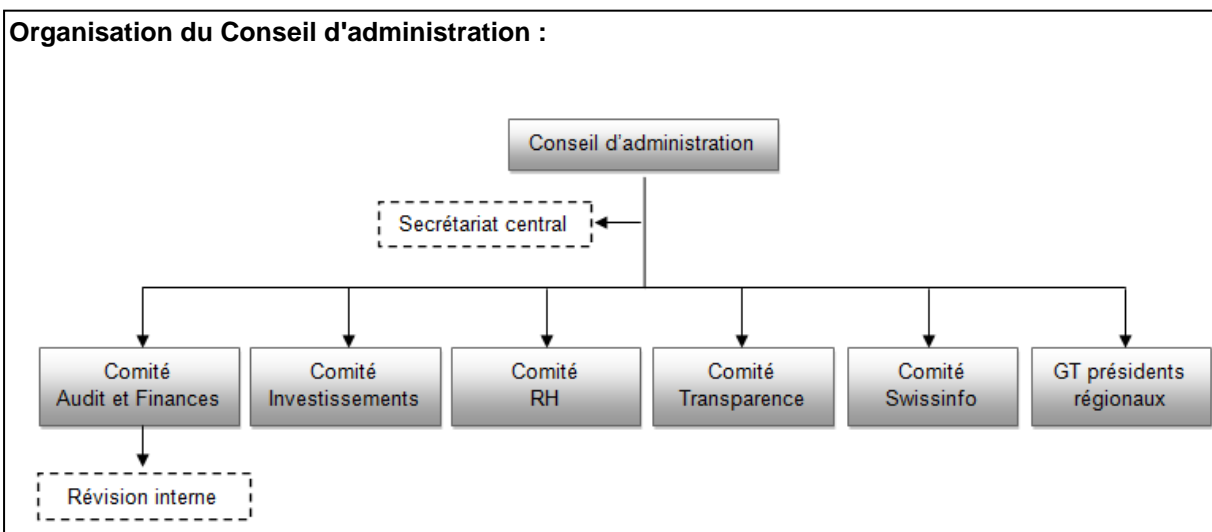 Organisation du Conseil d'administration :
Conseil d'administration
Secrétariat central
Comité
Audit et Finances
Comité
Investissements
Comité
RH
Comité
Transparence
Comité
Swissinfo
GT présidents
régionaux
Révision interne